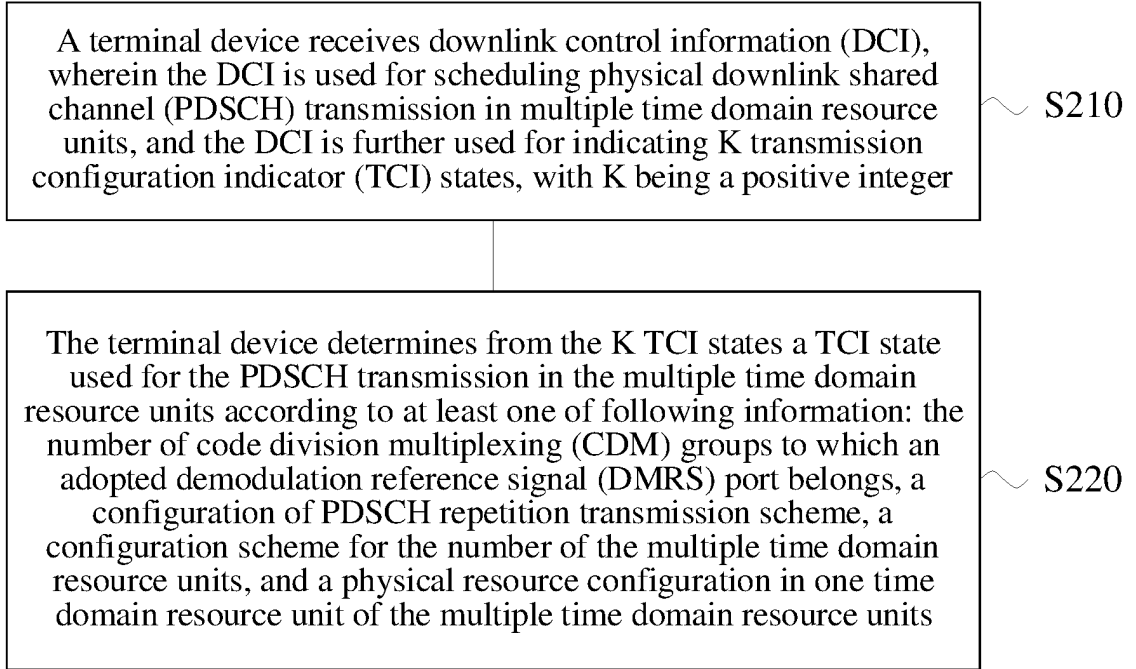 A terminal device receives downlink control information (DCI),
wherein the DCI is used for scheduling physical downlink shared
channel (PDSCH) transmission in multiple time domain resource
units, and the DCI is further used for indicating K transmission
configuration indicator (TCI) states, with K being a positive integer
S210
The terminal device determines from the K TCI states a TCI state
used for the PDSCH transmission in the multiple time domain
resource units according to at least one of following information: the
number of code division multiplexing (CDM) groups to which an
adopted demodulation reference signal (DMRS) port belongs, a
configuration of PDSCH repetition transmission scheme, a
configuration scheme for the number of the multiple time domain
resource units, and a physical resource configuration in one time
domain resource unit of the multiple time domain resource units
S220